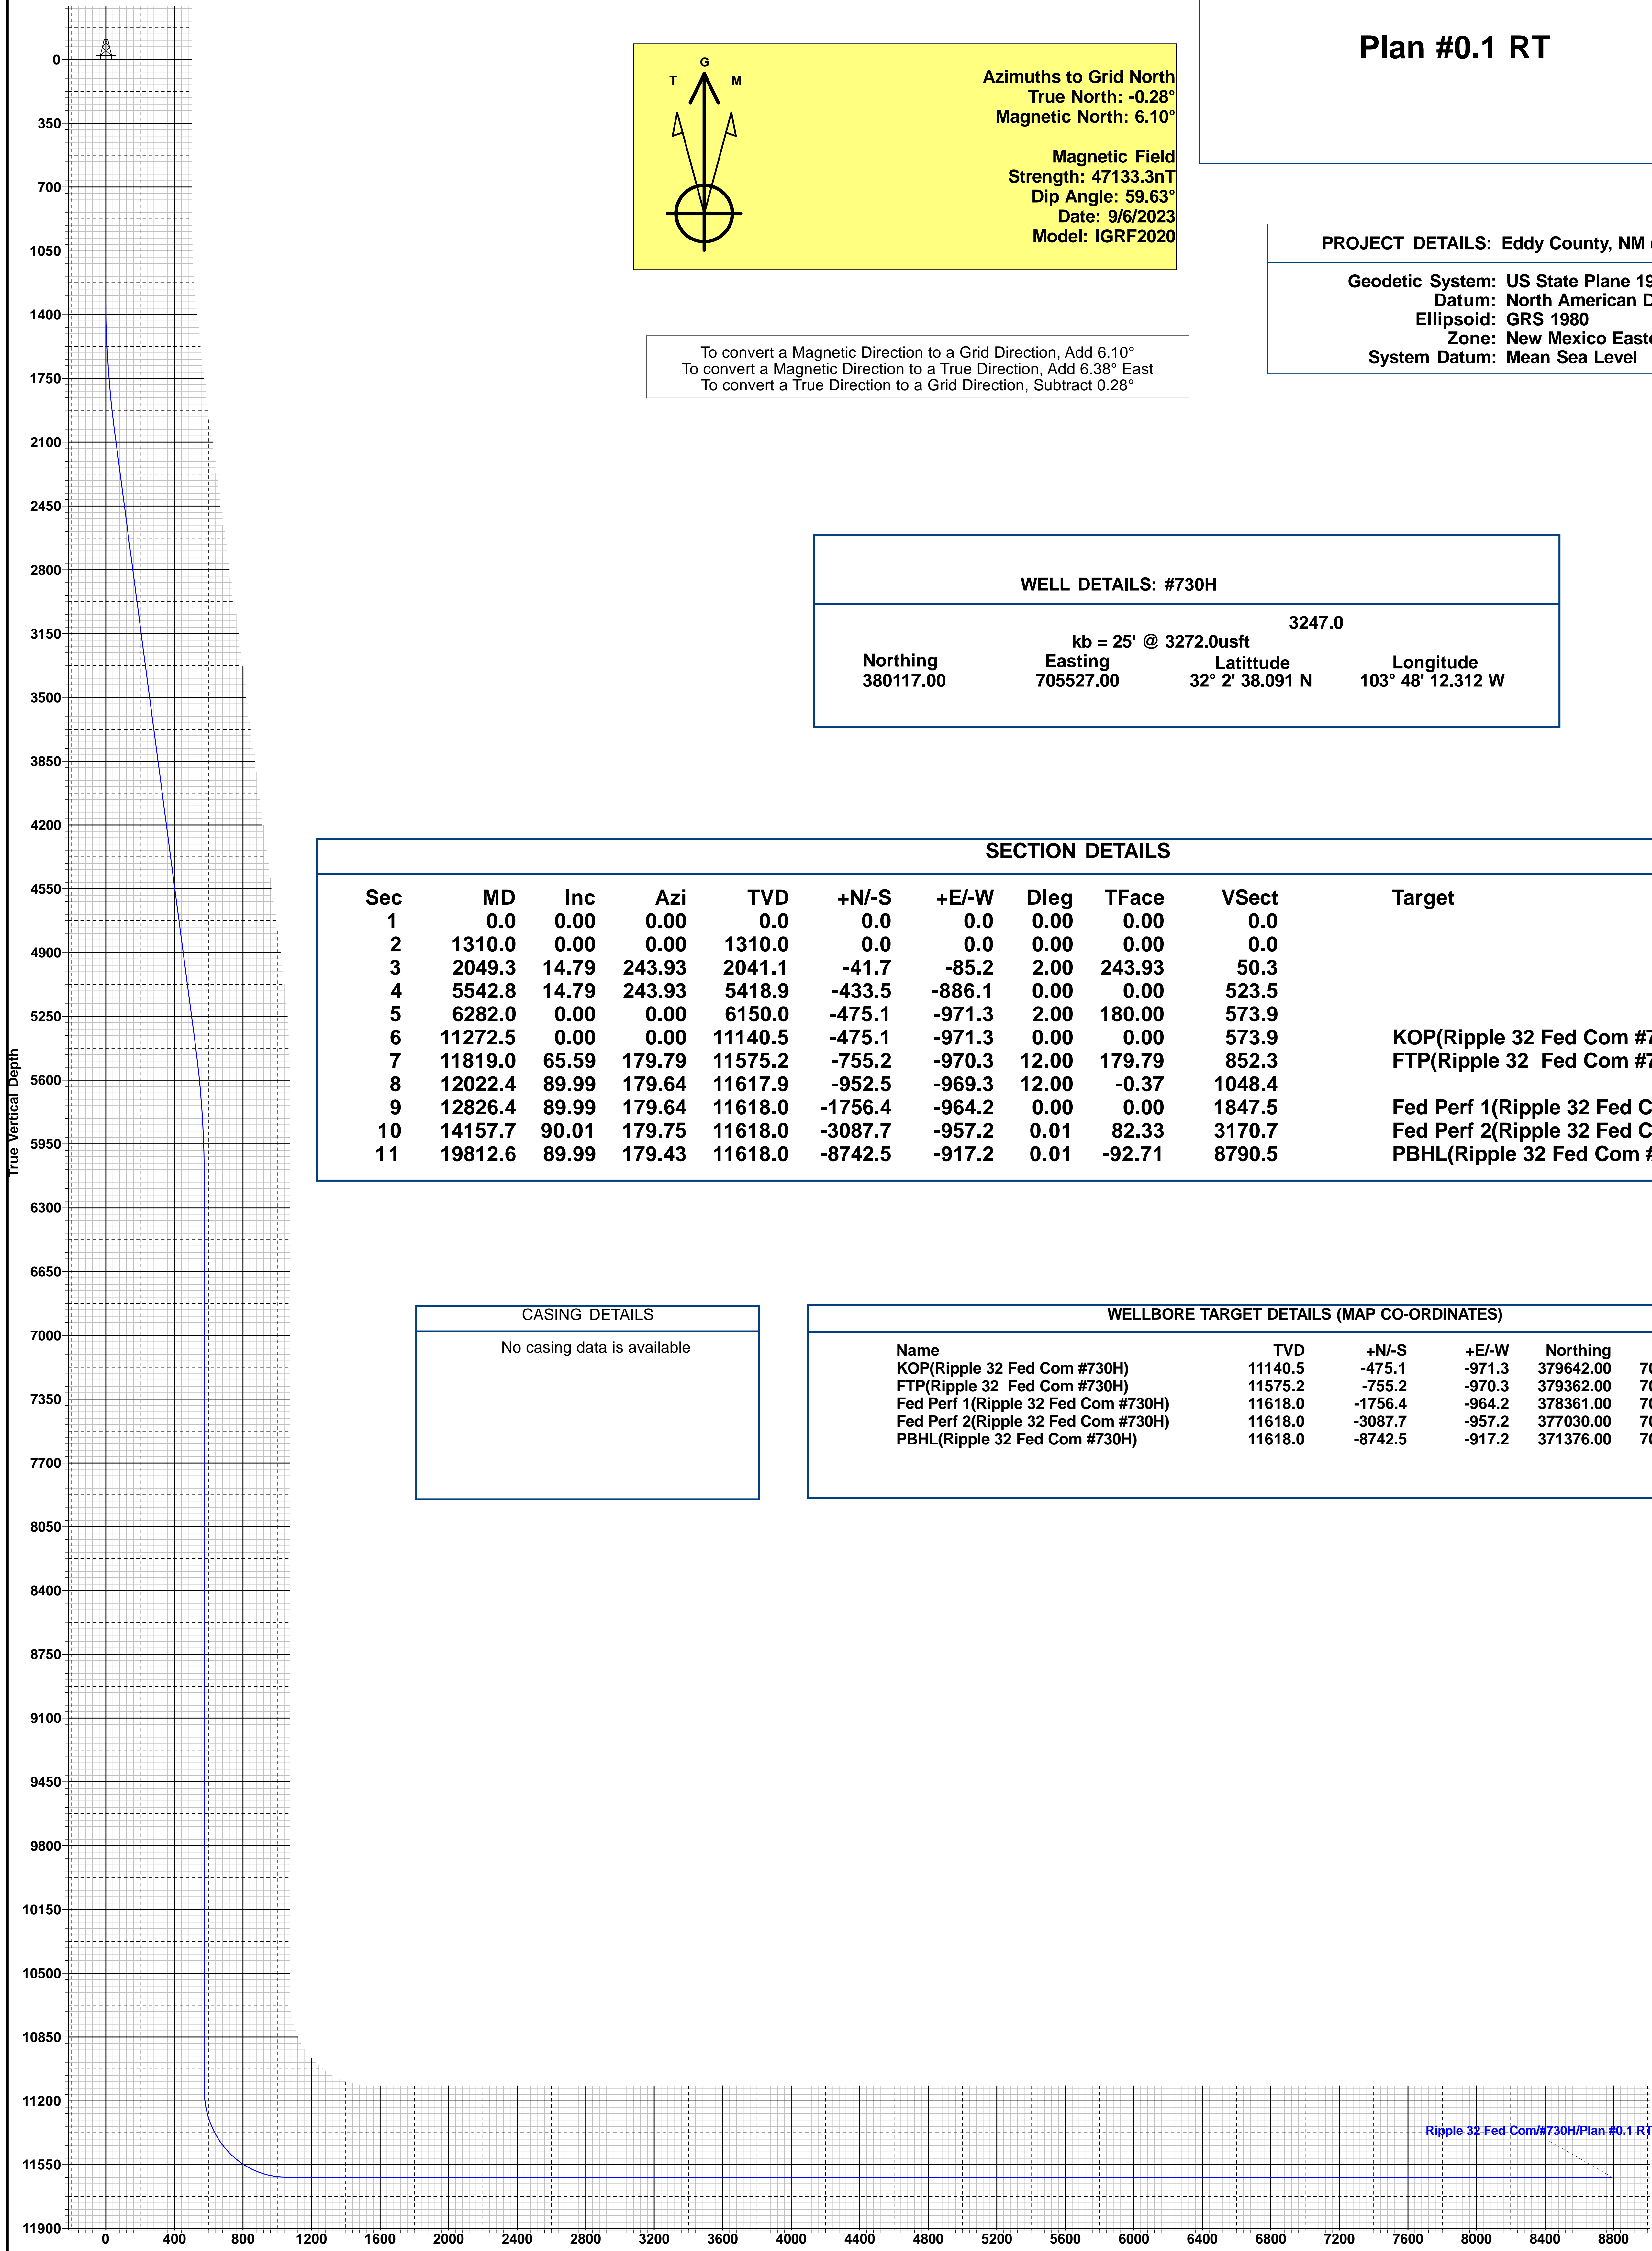 Plan #0.1 RT
T G M
Azimuths to Grid North
True North: -0.28°
Magnetic North: 6.10°
Magnetic Field
Strength: 47133.3nT
Dip Angle: 59.63°
Date: 9/6/2023
Model: IGRF2020
PROJECT DETAILS: Eddy County, NM
Geodetic System: US State Plane
Datum: North American
Ellipsoid: GRS 1980
Zone: New Mexico
System Datum: Mean Sea Level
To convert a Magnetic Direction to a Grid Direction, Add 6.10°
To convert a Magnetic Direction to a True Direction, Add 6.38° East
To convert a True Direction to a Grid Direction, Subtract 0.28°
WELL DETAILS: #730H
3247.0
kb = 25' @ 3272.0usft
Northing Easting Latittude Longitude
380117.00 705527.00 32° 2' 38.091 N 103° 48' 12.312 W
SECTION DETAILS
Sec MD Inc Azi TVD +N/-S +E/-W Dleg TFace VSect Target
1 0.0 0.00 0.00 0.0 0.0 0.0 0.00 0.00 0.0
2 1310.0 0.00 0.00 1310.0 0.0 0.0 0.00 0.00 0.0
3 2049.3 14.79 243.93 2041.1 -41.7 -85.2 2.00 243.93 50.3
4 5542.8 14.79 243.93 5418.9 -433.5 -886.1 0.00 0.00 523.5
5 6282.0 0.00 0.00 6150.0 -475.1 -971.3 2.00 180.00 573.9
6 11272.5 0.00 0.00 11140.5 -475.1 -971.3 0.00 0.00 573.9 KOP(Ripple 32 Fed Com
7 11819.0 65.59 179.79 11575.2 -755.2 -970.3 12.00 179.79 852.3 FTP(Ripple 32 Fed Com
8 12022.4 89.99 179.64 11617.9 -952.5 -969.3 12.00 -0.37 1048.4
9 12826.4 89.99 179.64 11618.0 -1756.4 -964.2 0.00 0.00 1847.5 Fed Perf 1(Ripple 32 Fed
10 14157.7 90.01 179.75 11618.0 -3087.7 -957.2 0.01 82.33 3170.7 Fed Perf 2(Ripple 32 Fed
11 19812.6 89.99 179.43 11618.0 -8742.5 -917.2 0.01 -92.71 8790.5 PBHL(Ripple 32 Fed Com
CASING DETAILS
No casing data is available
WELLBORE TARGET DETAILS (MAP CO-ORDINATES)
Name TVD +N/-S +E/-W Northing
KOP(Ripple 32 Fed Com #730H) 11140.5 -475.1 -971.3 379642.00
FTP(Ripple 32 Fed Com #730H) 11575.2 -755.2 -970.3 379362.00
Fed Perf 1(Ripple 32 Fed Com #730H) 11618.0 -1756.4 -964.2 378361.00
Fed Perf 2(Ripple 32 Fed Com #730H) 11618.0 -3087.7 -957.2 377030.00
PBHL(Ripple 32 Fed Com #730H) 11618.0 -8742.5 -917.2 371376.00
True Vertical Depth
0
350
700
1050
1400
1750
2100
2450
2800
3150
3500
3850
4200
4550
4900
5250
5600
5950
6300
6650
7000
7350
7700
8050
8400
8750
9100
9450
9800
10150
10500
10850
11200
11550
11900
Ripple 32 Fed Com/#730H/Plan #0.1 RT
0 400 800 1200 1600 2000 2400 2800 3200 3600 4000 4400 4800 5200 5600 6000 6400 6800 7200 7600 8000 8400 8800